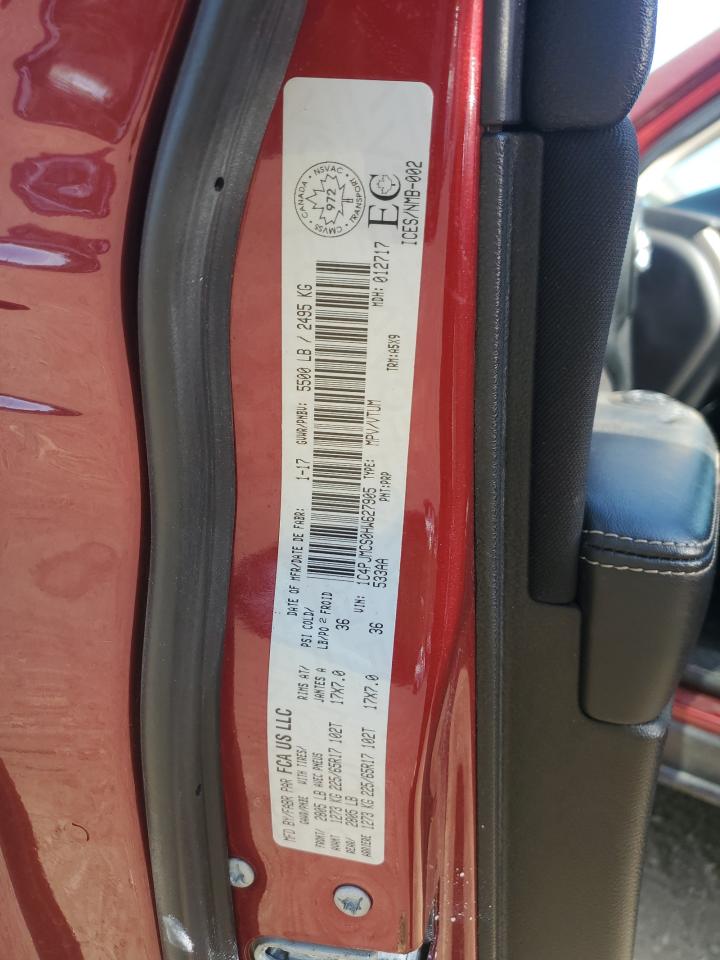 MFD BY/FABR PAR FCA US LLC
DATE OF MFR/DATE DE FABR: 1-17 GVWR/PNBV: 5500 LB / 2495 KG
GAWR/PNBE WITH TIRES/ RIMS AT/ PSI COLD/
AVEC PNEUS JANTES A LB/PO 2 FROID
FRONT/ 2805 LB
AVANT 1273 KG 225/65R17 102T 17X7.0 36
REAR/ 2805 LB
ARRIERE 1273 KG 225/65R17 102T 17X7.0 36
VIN: 1C4PJMCS0HW627905 TYPE: MPV/VTUM MDH: 012717
533AA PNT:PRP TRM:A5X9
CANADA NSVAC TRANSPORT CMVSS
972
EC
ICES/NMB-002